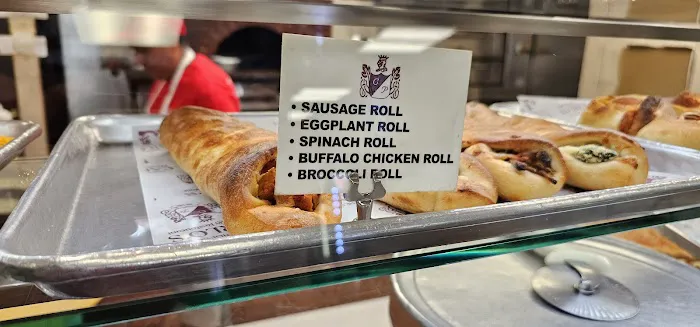 • SAUSAGE ROLL
• EGGPLANT ROLL
• SPINACH ROLL
• BUFFALO CHICKEN ROLL
• BROCCOLI ROLL